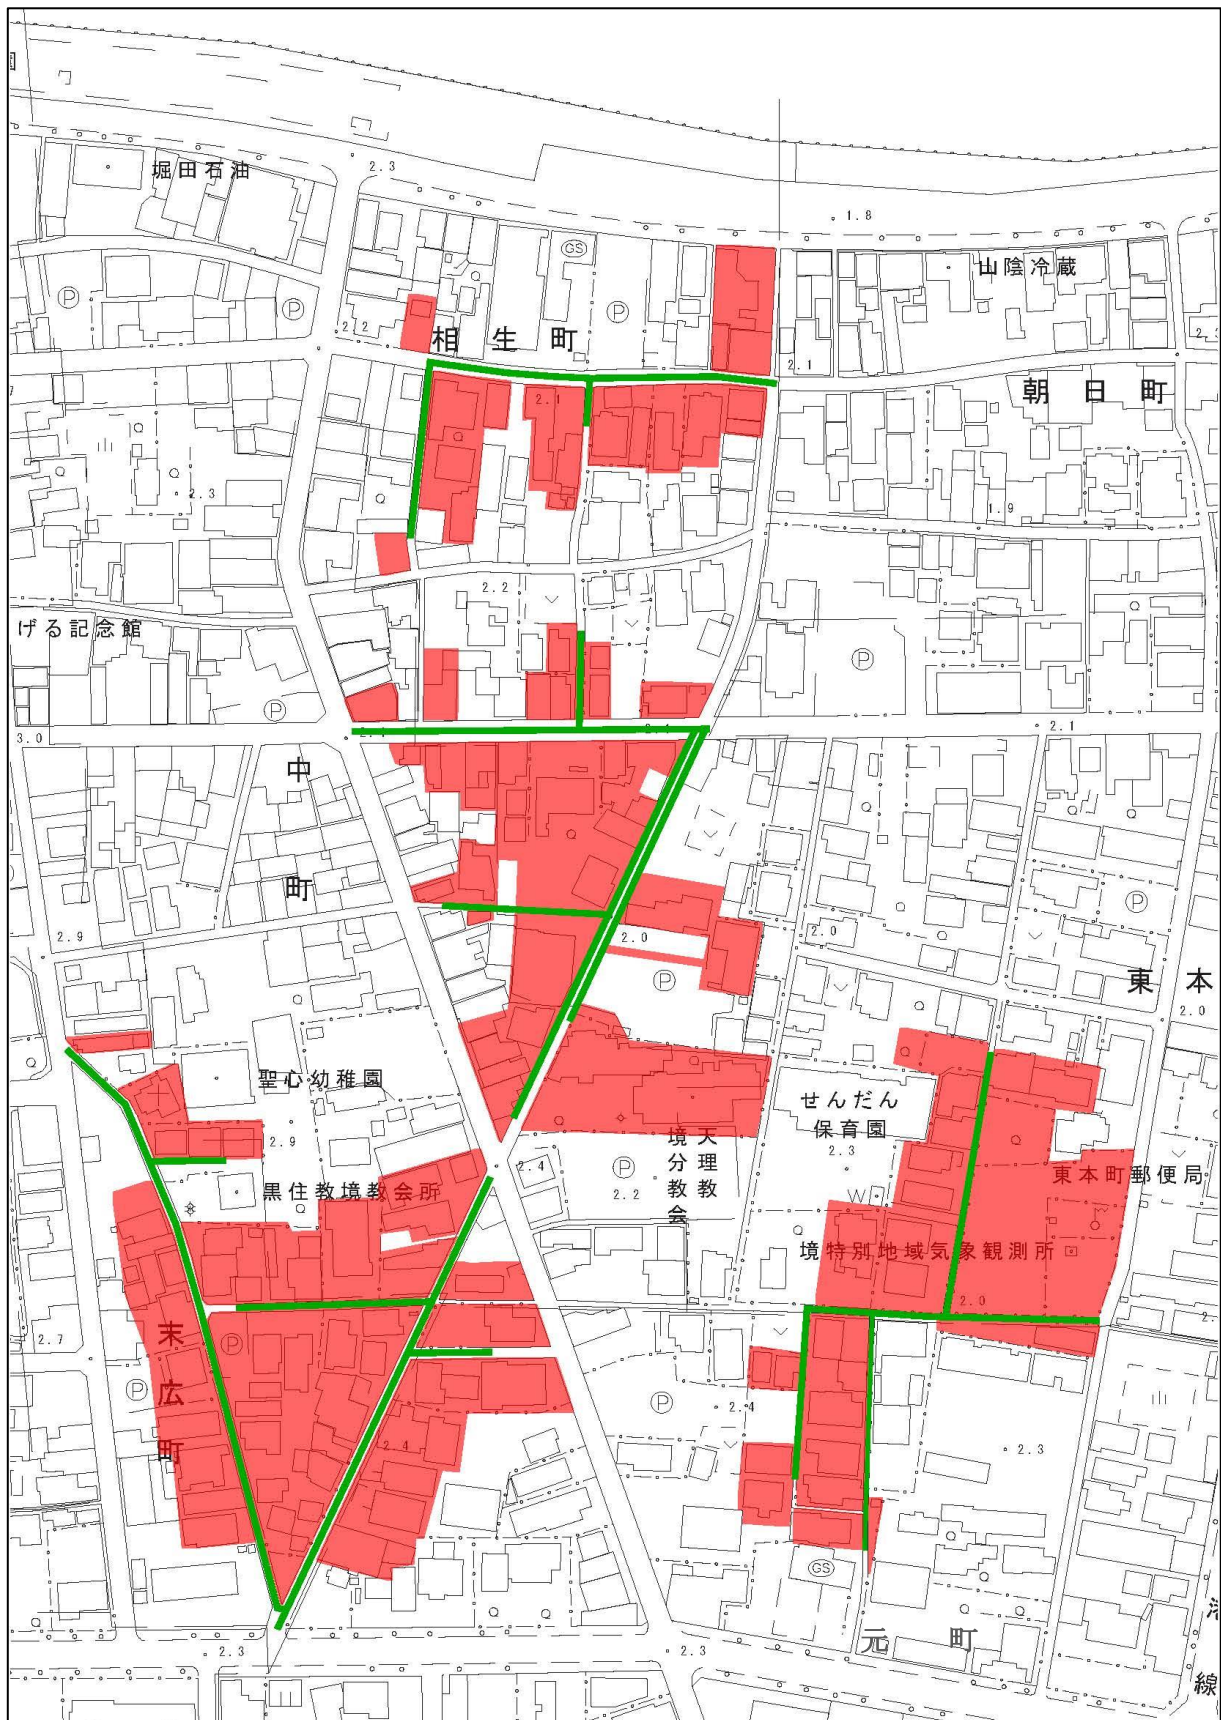 堀田石油
2.3
1.8
GS
山陰冷蔵
P
P
P
2.2
相生町
2.1
朝日町
2.1
2.3
1.9
2.2
げる記念館
P
P
3.0
2.1
2.1
2.1
中町
P
2.9
2.0
2.0
P
東本
2.0
聖心幼稚園
せんだん
保育園
2.9
2.3
2.4
P
2.2
天理教
境分教会
東本町郵便局
黒住教境教会所
W
境特別地域気象観測所
2.0
2.7
P
末広町
P
P
2.4
2.4
2.3
GS
元町
2.3
2.3
線